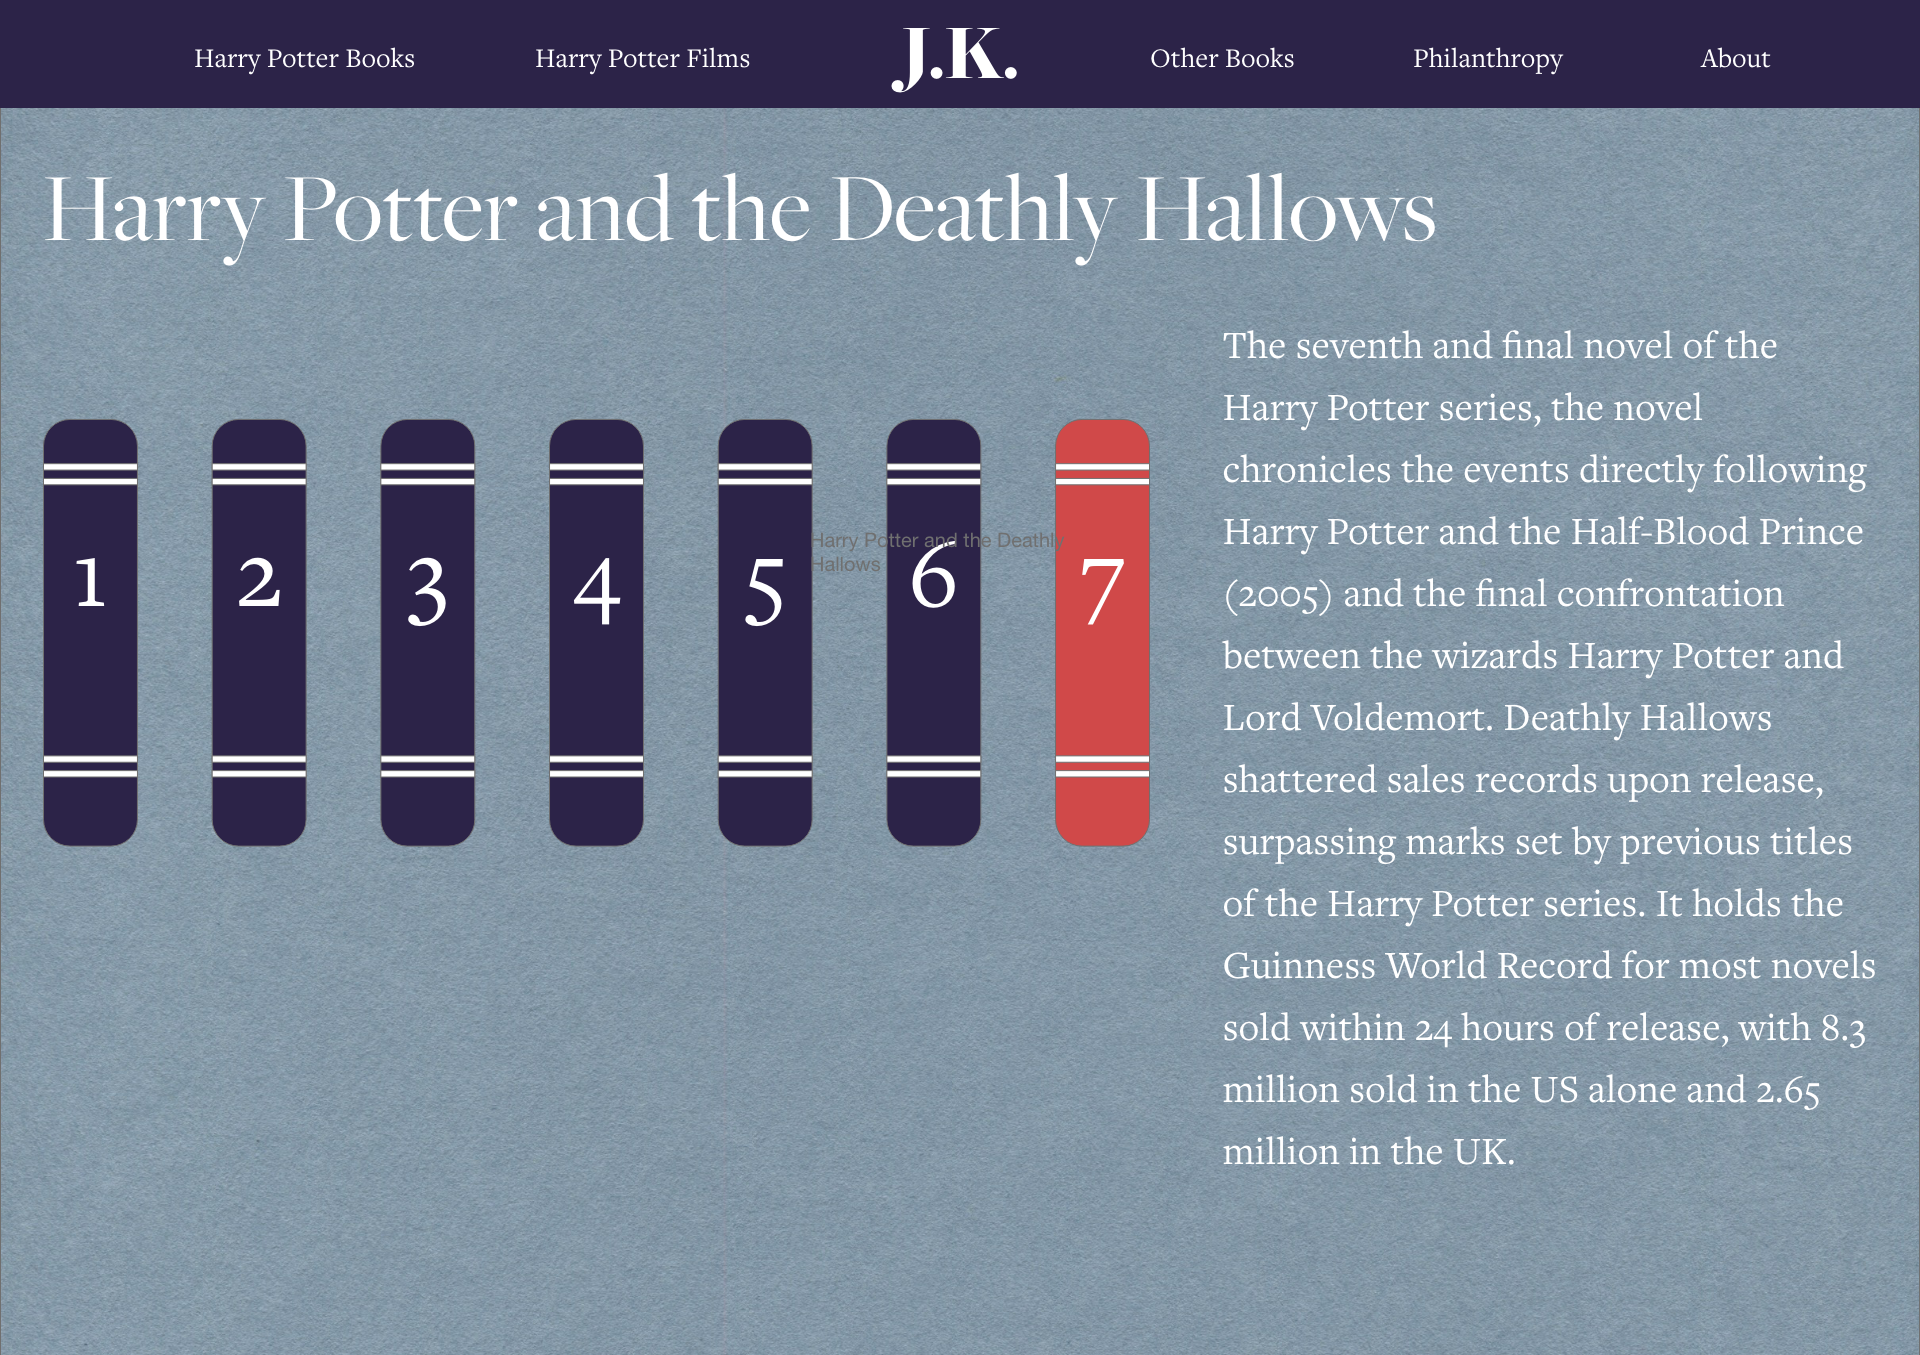 Harry Potter Books
Harry Potter Films
J.K.
Other Books
Philanthropy
About
Harry Potter and the Deathly Hallows
1
2
3
4
5
6
7
Harry Potter and the Deathly
Hallows
The seventh and final novel of the
Harry Potter series, the novel
chronicles the events directly following
Harry Potter and the Half-Blood Prince
(2005) and the final confrontation
between the wizards Harry Potter and
Lord Voldemort. Deathly Hallows
shattered sales records upon release,
surpassing marks set by previous titles
of the Harry Potter series. It holds the
Guinness World Record for most novels
sold within 24 hours of release, with 8.3
million sold in the US alone and 2.65
million in the UK.